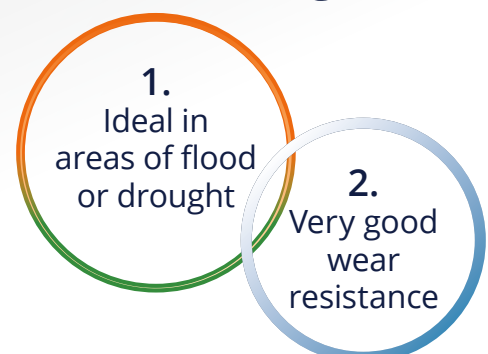 1.
Ideal in
areas of flood
or drought
2.
Very good
wear
resistance